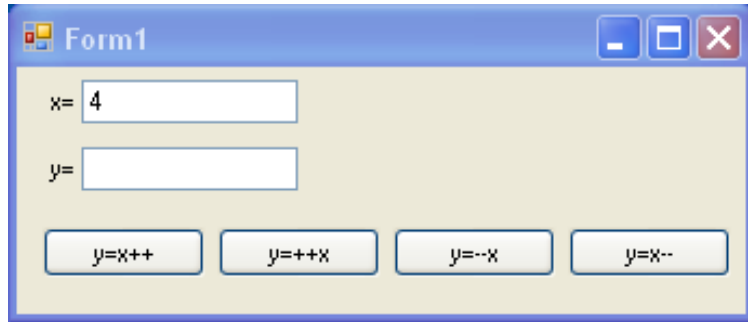 Form1
x= 4
y=
y=x++ y=++x y=--x y=x--